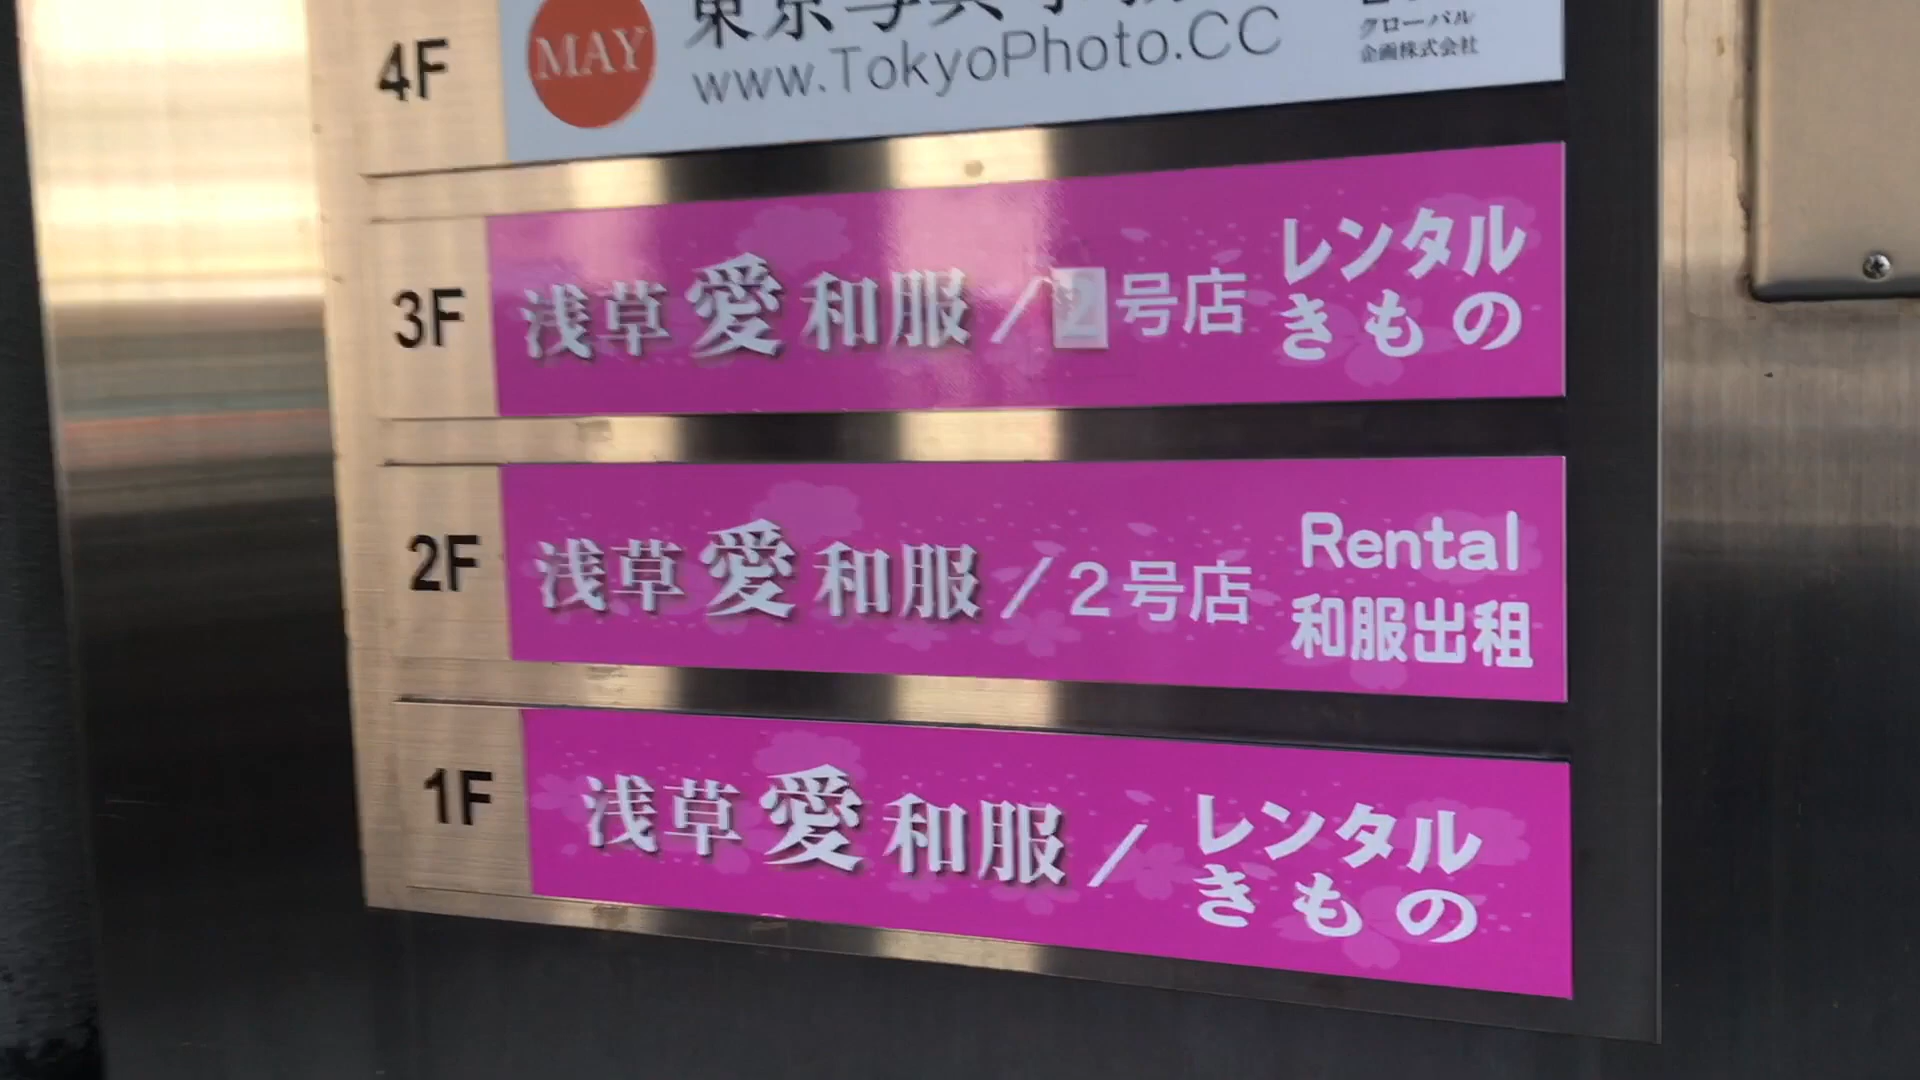 4F
MAY
www.TokyoPhoto.CC
グローバル
企画株式会社
3F
浅草愛和服/2号店
レンタル
きもの
2F
浅草愛和服/2号店
Rental
和服出租
1F
浅草愛和服/
レンタル
きもの